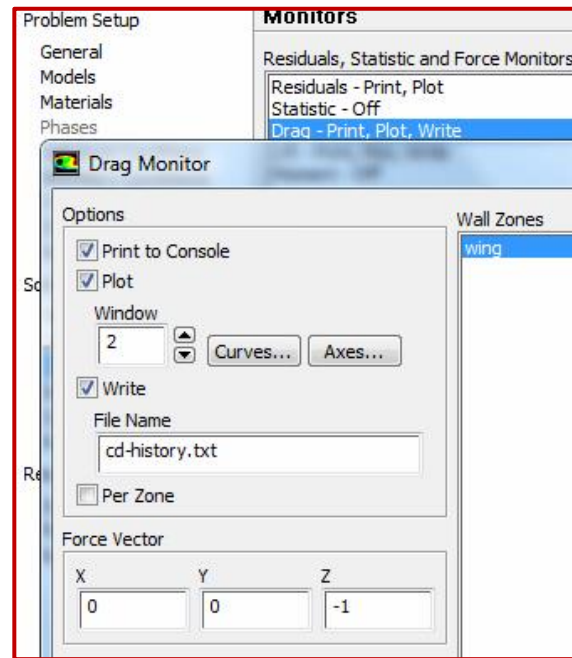 Problem Setup
General
Models
Materials
Phases
Monitors
Residuals, Statistic and Force Monitors
Residuals - Print, Plot
Statistic - Off
Drag - Print, Plot, Write
Drag Monitor
Options
Print to Console
Plot
Window
2
Curves...
Axes...
Write
File Name
cd-history.txt
Per Zone
Wall Zones
wing
Force Vector
X Y Z
0 0 -1